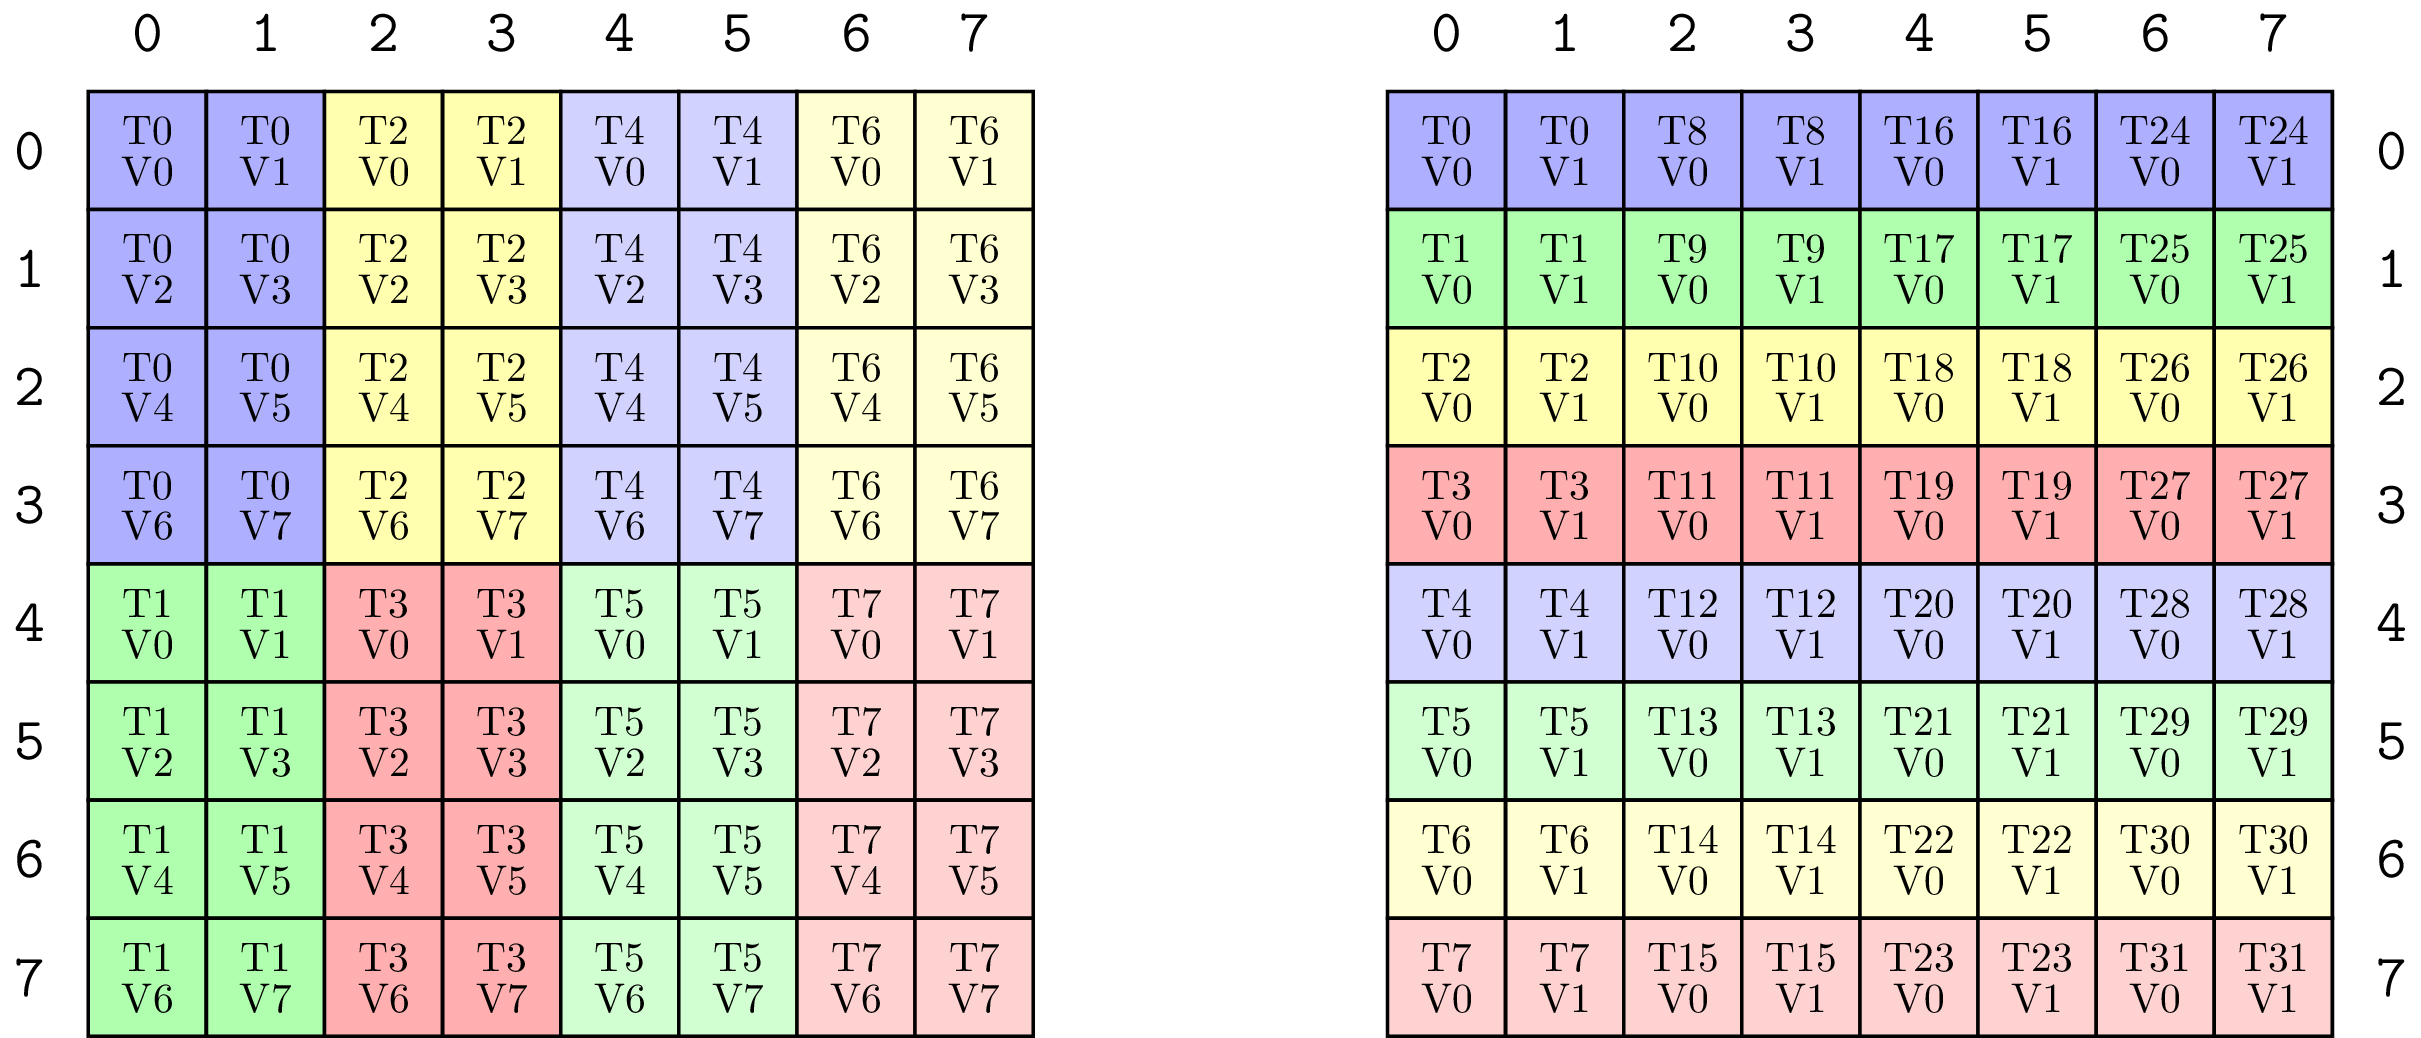 0 1 2 3 4 5 6 7
0 T0 T0 T2 T2 T4 T4 T6 T6
V0 V1 V0 V1 V0 V1 V0 V1
1 T0 T0 T2 T2 T4 T4 T6 T6
V2 V3 V2 V3 V2 V3 V2 V3
2 T0 T0 T2 T2 T4 T4 T6 T6
V4 V5 V4 V5 V4 V5 V4 V5
3 T0 T0 T2 T2 T4 T4 T6 T6
V6 V7 V6 V7 V6 V7 V6 V7
4 T1 T1 T3 T3 T5 T5 T7 T7
V0 V1 V0 V1 V0 V1 V0 V1
5 T1 T1 T3 T3 T5 T5 T7 T7
V2 V3 V2 V3 V2 V3 V2 V3
6 T1 T1 T3 T3 T5 T5 T7 T7
V4 V5 V4 V5 V4 V5 V4 V5
7 T1 T1 T3 T3 T5 T5 T7 T7
V6 V7 V6 V7 V6 V7 V6 V7
0 1 2 3 4 5 6 7
T0 T0 T8 T8 T16 T16 T24 T24 0
V0 V1 V0 V1 V0 V1 V0 V1
T1 T1 T9 T9 T17 T17 T25 T25 1
V0 V1 V0 V1 V0 V1 V0 V1
T2 T2 T10 T10 T18 T18 T26 T26 2
V0 V1 V0 V1 V0 V1 V0 V1
T3 T3 T11 T11 T19 T19 T27 T27 3
V0 V1 V0 V1 V0 V1 V0 V1
T4 T4 T12 T12 T20 T20 T28 T28 4
V0 V1 V0 V1 V0 V1 V0 V1
T5 T5 T13 T13 T21 T21 T29 T29 5
V0 V1 V0 V1 V0 V1 V0 V1
T6 T6 T14 T14 T22 T22 T30 T30 6
V0 V1 V0 V1 V0 V1 V0 V1
T7 T7 T15 T15 T23 T23 T31 T31 7
V0 V1 V0 V1 V0 V1 V0 V1